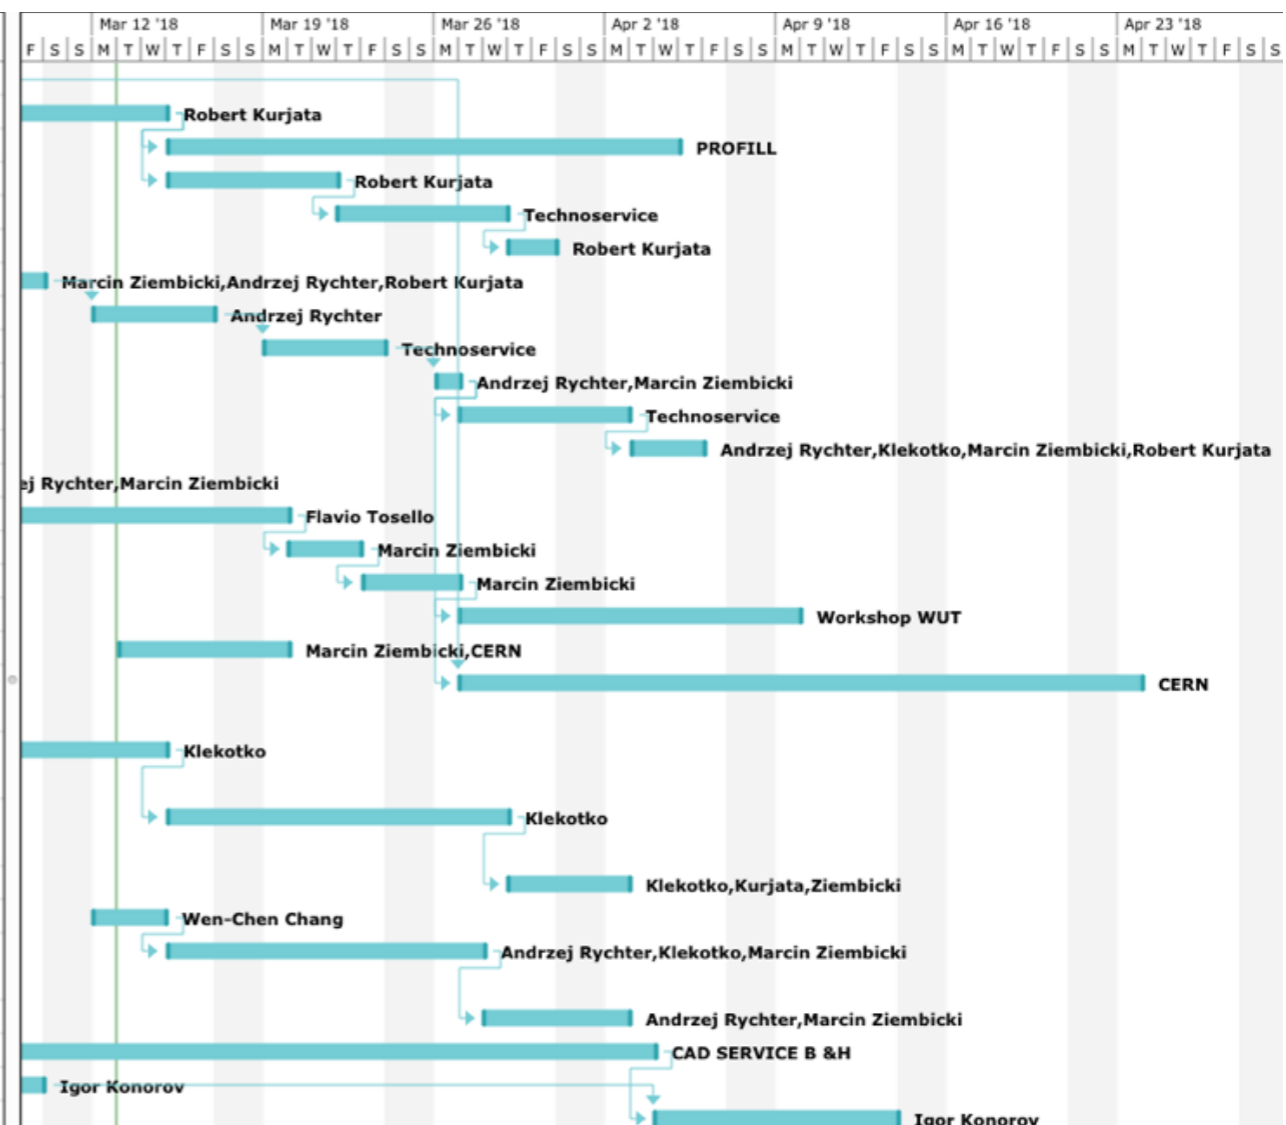 Mar 12 '18 Mar 19 '18 Mar 26 '18 Apr 2 '18 Apr 9 '18 Apr 16 '18 Apr 23 '18
F S S M T W T F S S M T W T F S S M T W T F S S M T W T F S S M T W T F S S M T W T F S S M T W T F S S
Robert Kurjata
PROFILL
Robert Kurjata
Technoservice
Robert Kurjata
Marcin Ziembicki,Andrzej Rychter,Robert Kurjata
Andrzej Rychter
Technoservice
Andrzej Rychter,Marcin Ziembicki
Technoservice
Andrzej Rychter,Klekotko,Marcin Ziembicki,Robert Kurjata
ej Rychter,Marcin Ziembicki
Flavio Tosello
Marcin Ziembicki
Marcin Ziembicki
Workshop WUT
Marcin Ziembicki,CERN
CERN
Klekotko
Klekotko
Klekotko,Kurjata,Ziembicki
Wen-Chen Chang
Andrzej Rychter,Klekotko,Marcin Ziembicki
Andrzej Rychter,Marcin Ziembicki
CAD SERVICE B &H
Igor Konorov
Igor Konorov